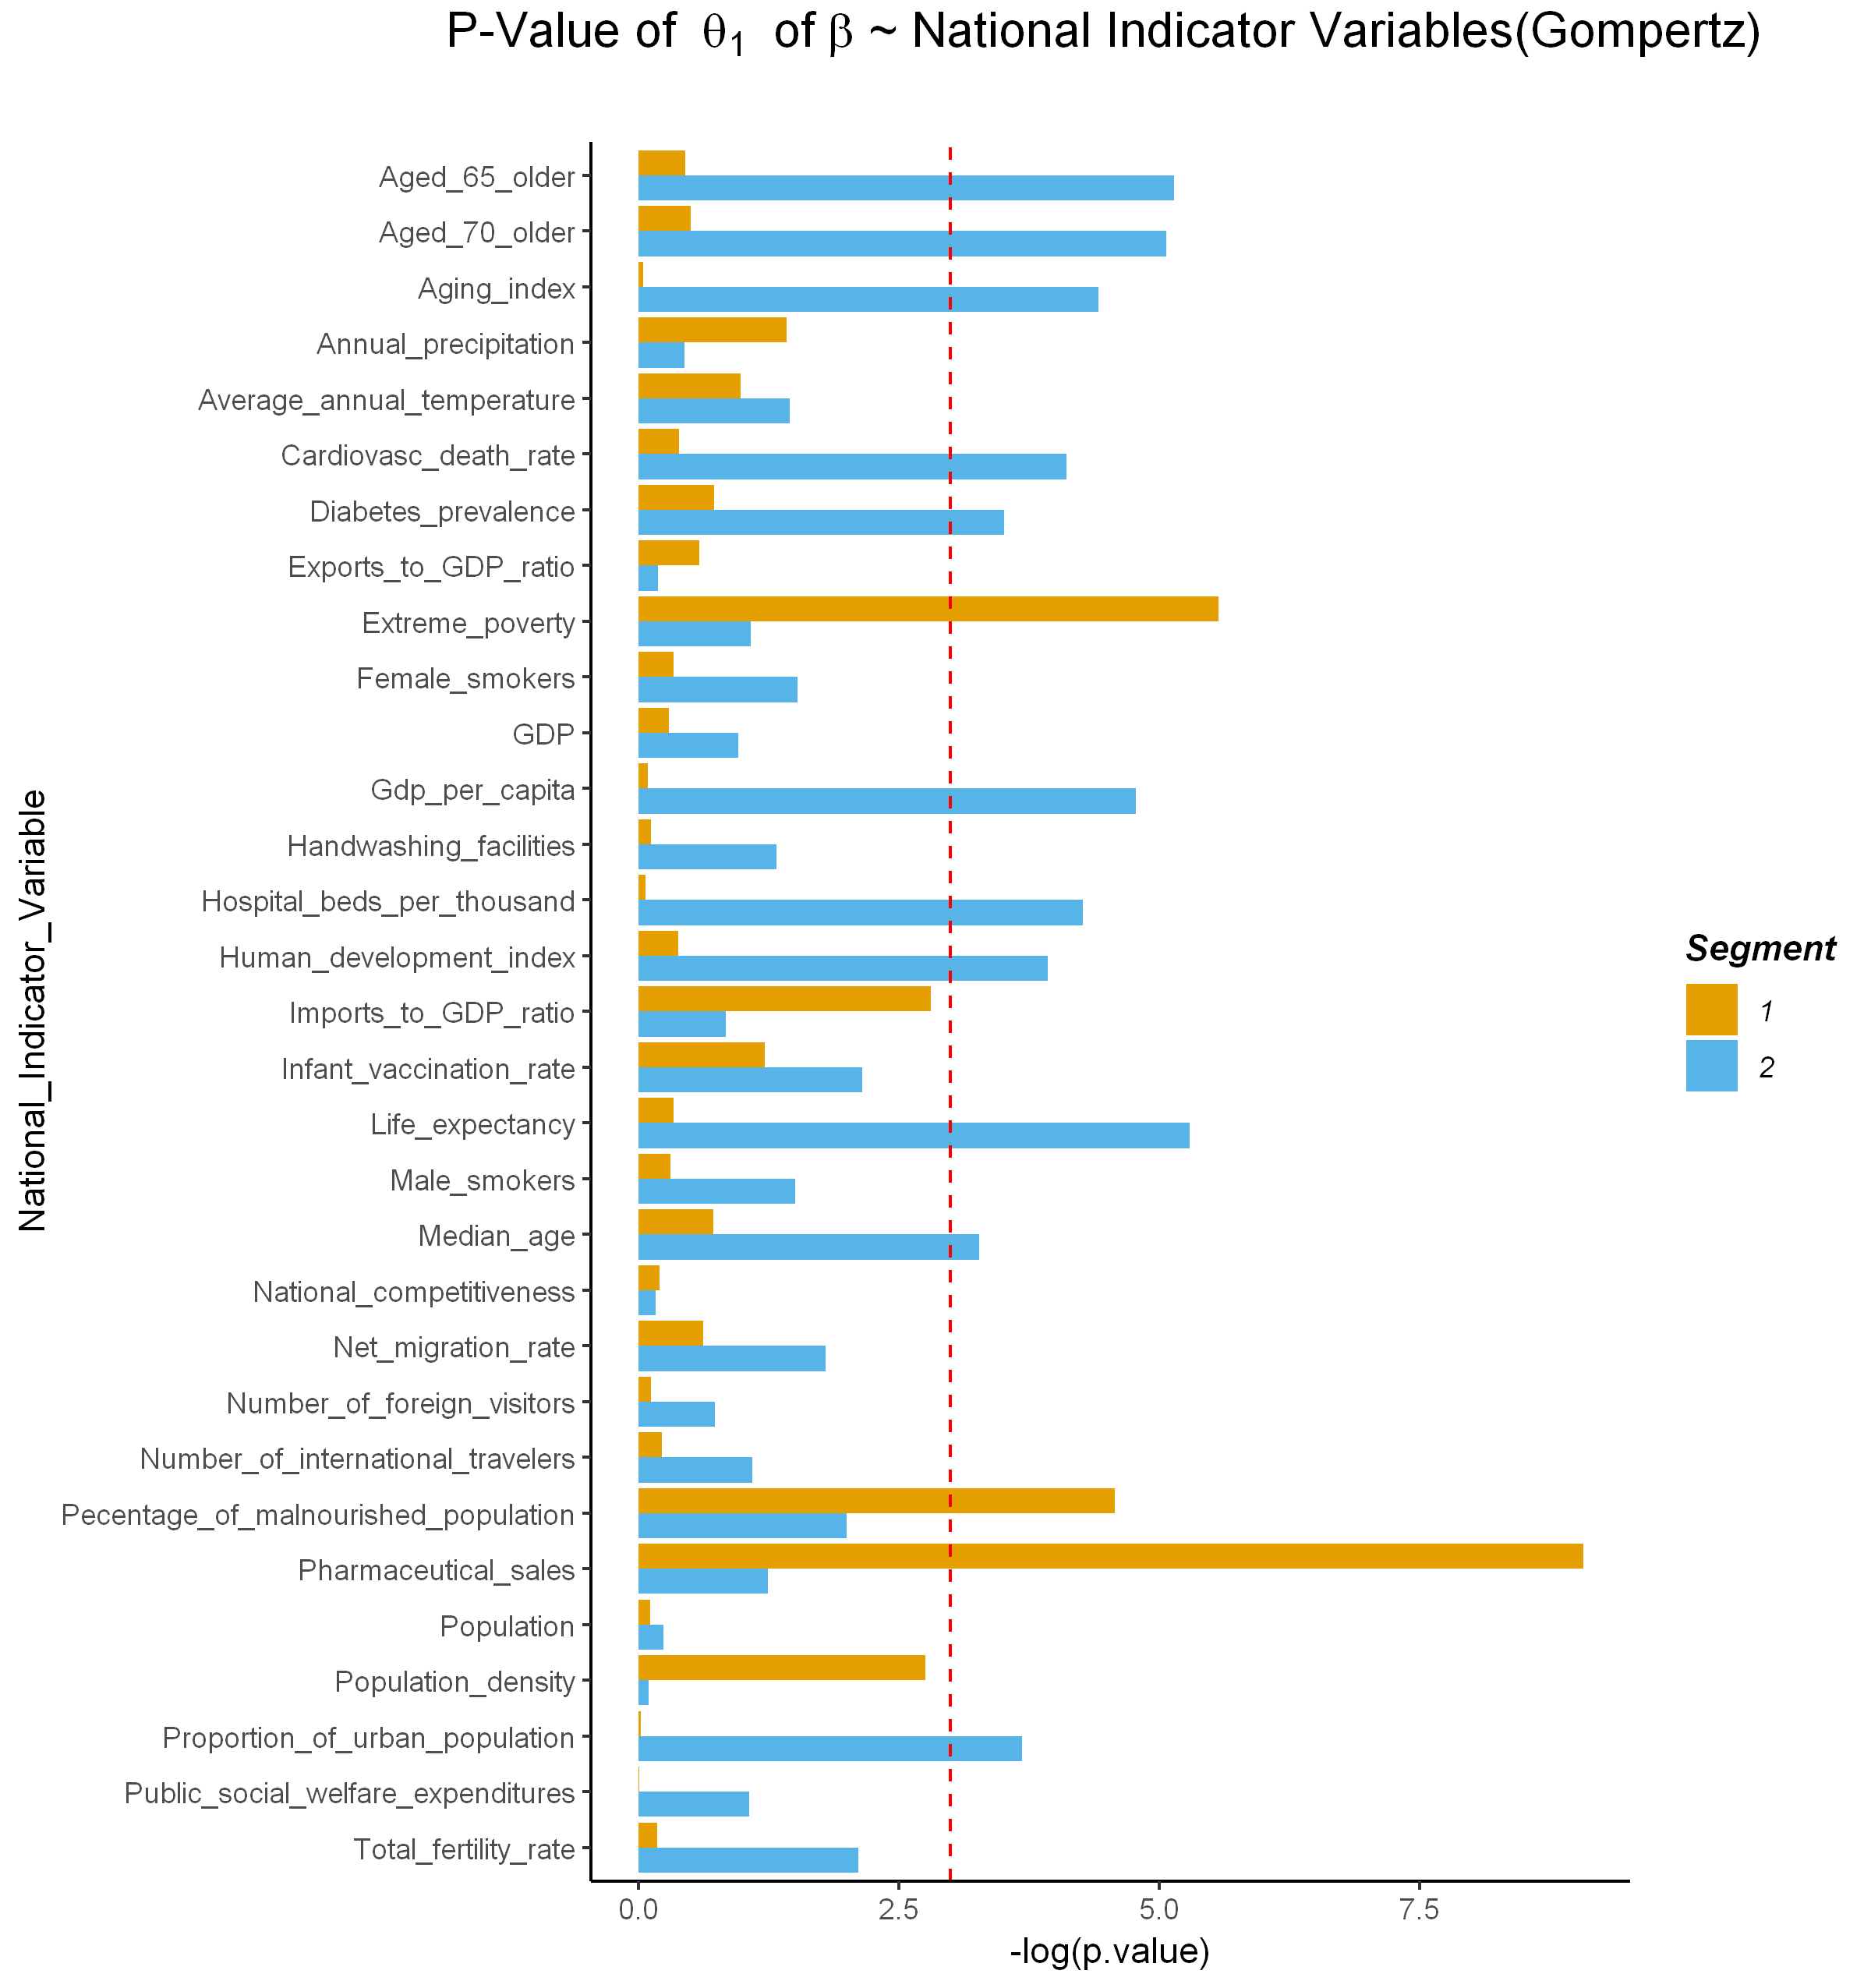 P-Value of θ1 of β ~ National Indicator Variables(Gompertz)
National_Indicator_Variable
Aged_65_older
Aged_70_older
Aging_index
Annual_precipitation
Average_annual_temperature
Cardiovasc_death_rate
Diabetes_prevalence
Exports_to_GDP_ratio
Extreme_poverty
Female_smokers
GDP
Gdp_per_capita
Handwashing_facilities
Hospital_beds_per_thousand
Human_development_index
Imports_to_GDP_ratio
Infant_vaccination_rate
Life_expectancy
Male_smokers
Median_age
National_competitiveness
Net_migration_rate
Number_of_foreign_visitors
Number_of_international_travelers
Pecentage_of_malnourished_population
Pharmaceutical_sales
Population
Population_density
Proportion_of_urban_population
Public_social_welfare_expenditures
Total_fertility_rate
0.0 2.5 5.0 7.5
-log(p.value)
Segment
1
2